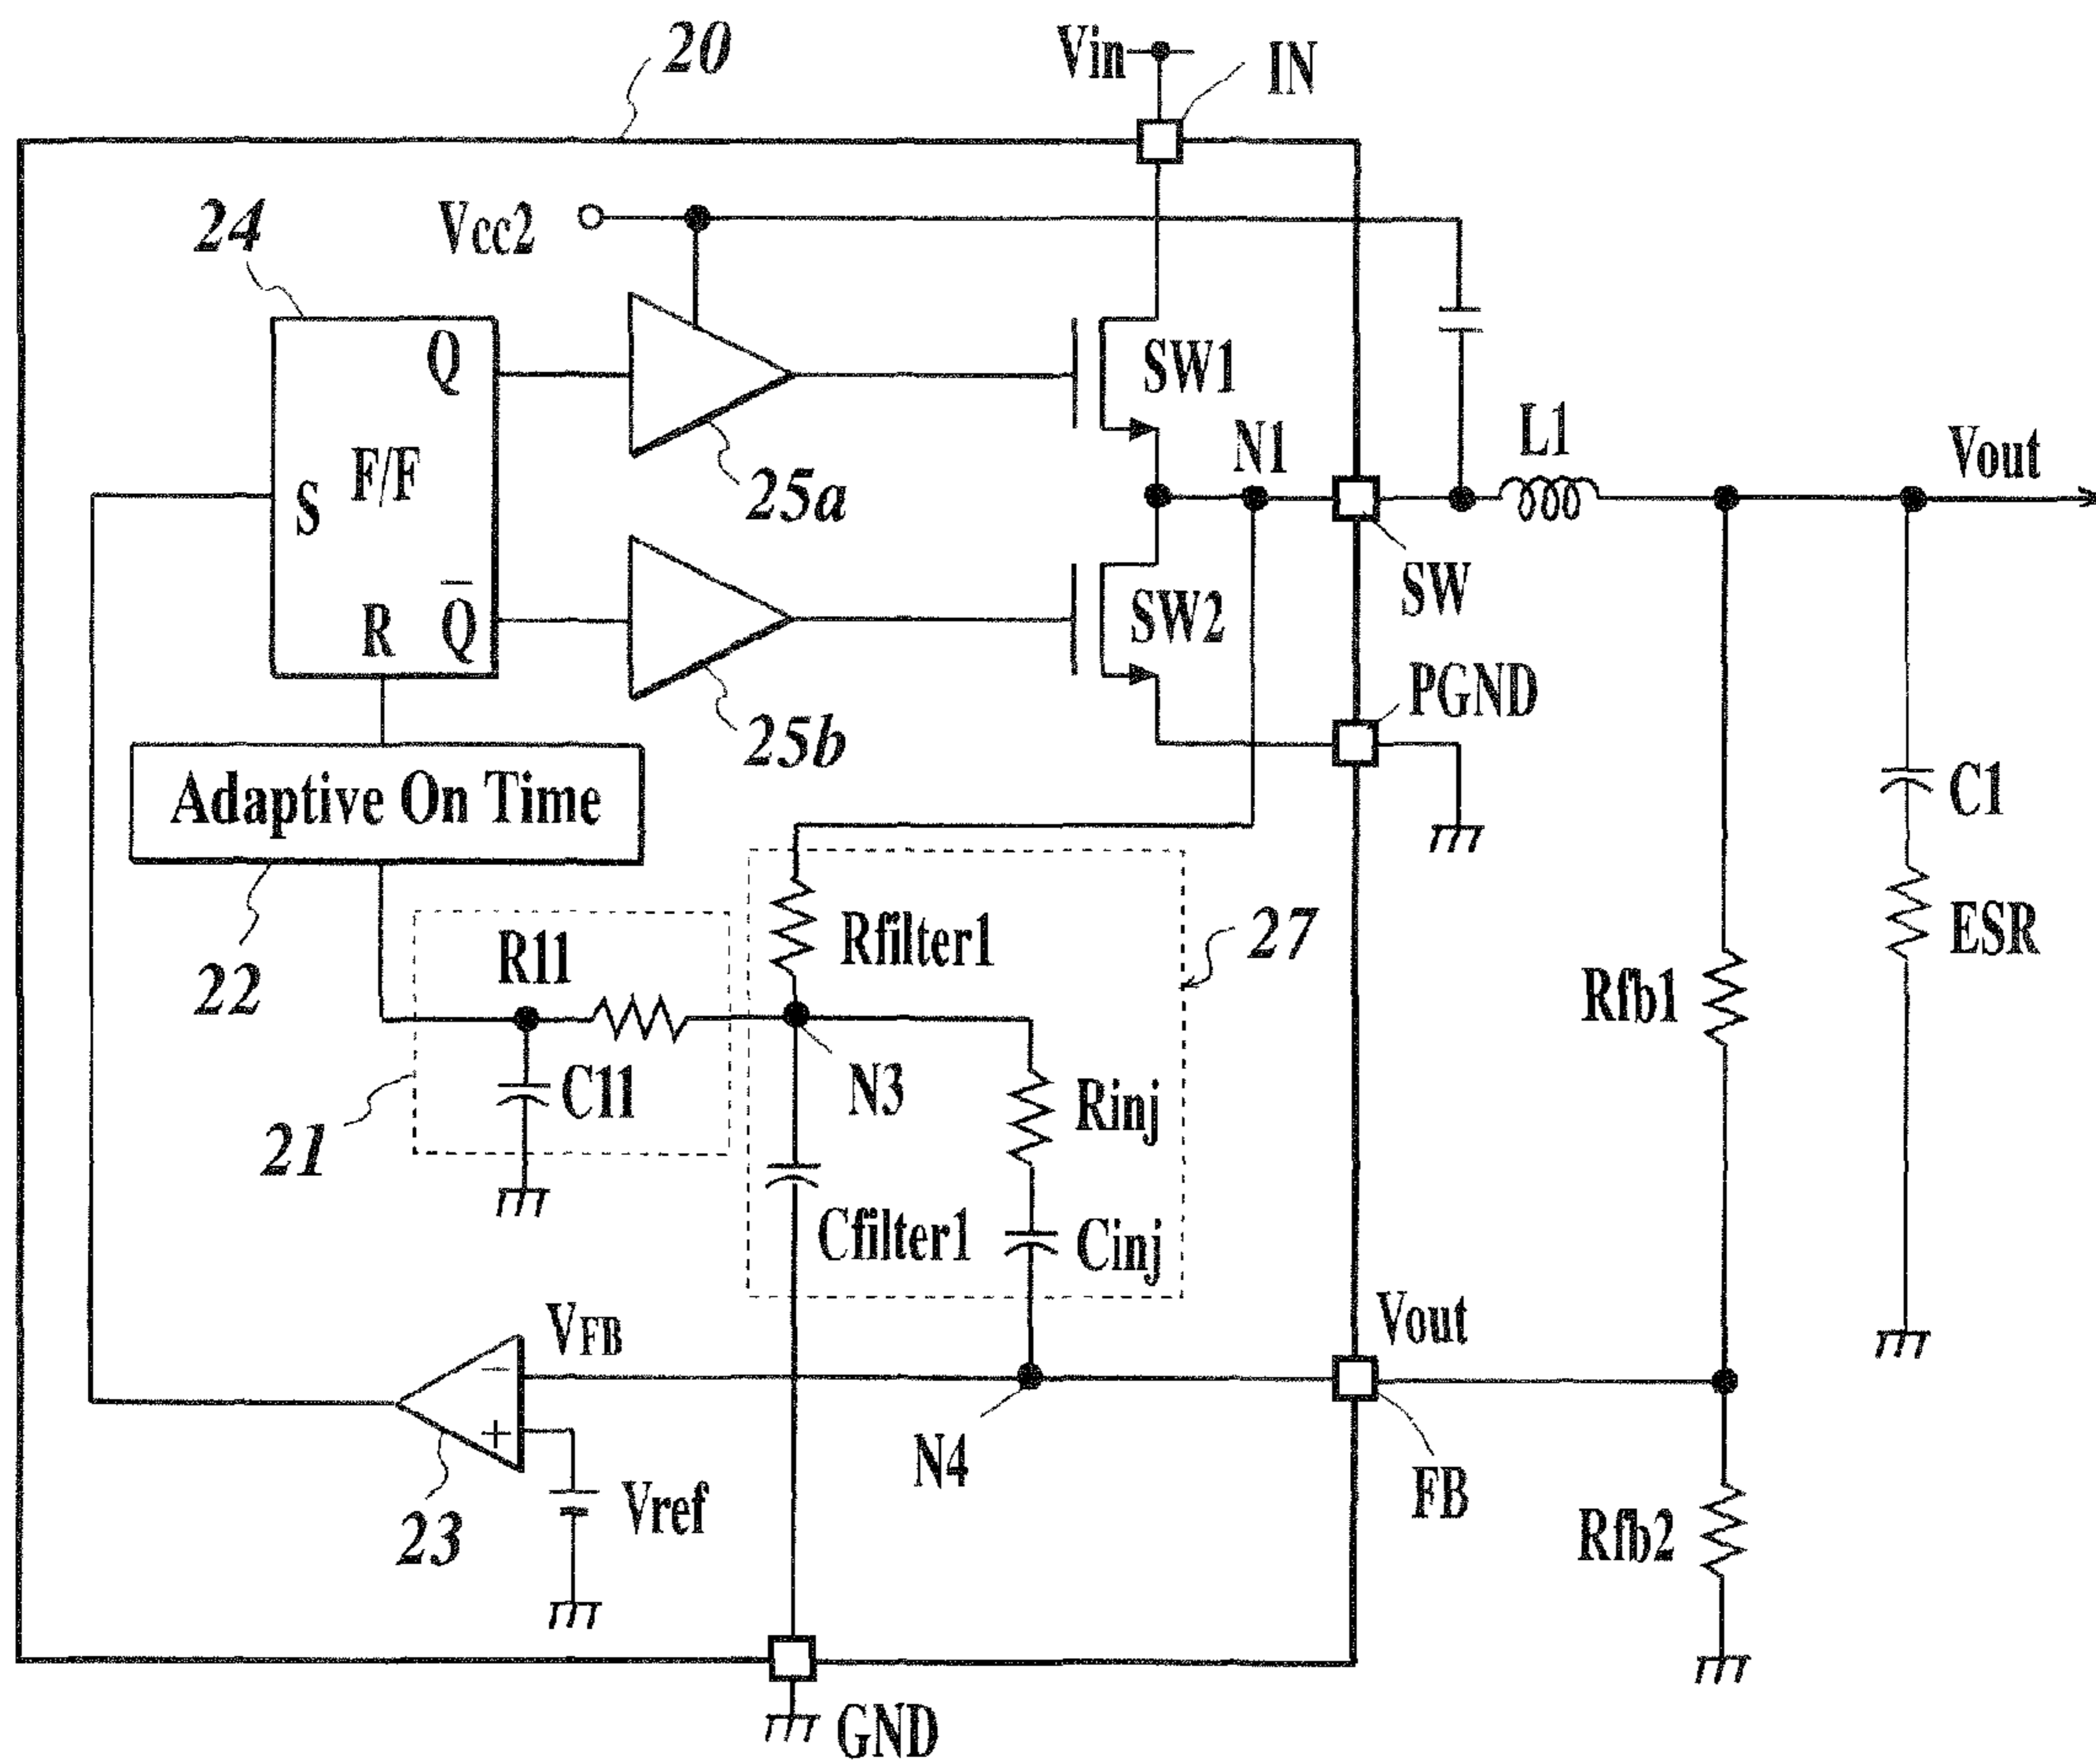 20
Vin
IN
24
Vcc2
Q
SW1
F/F
S
N1
L1
Vout
25a
R
Q̅
SW2
SW
PGND
25b
Adaptive On Time
C1
22
R11
Rfilter1
27
ESR
Rfb1
C11
N3
Rinj
21
Cfilter1
Cinj
VFB
Vout
−
+
N4
FB
Vref
23
Rfb2
GND